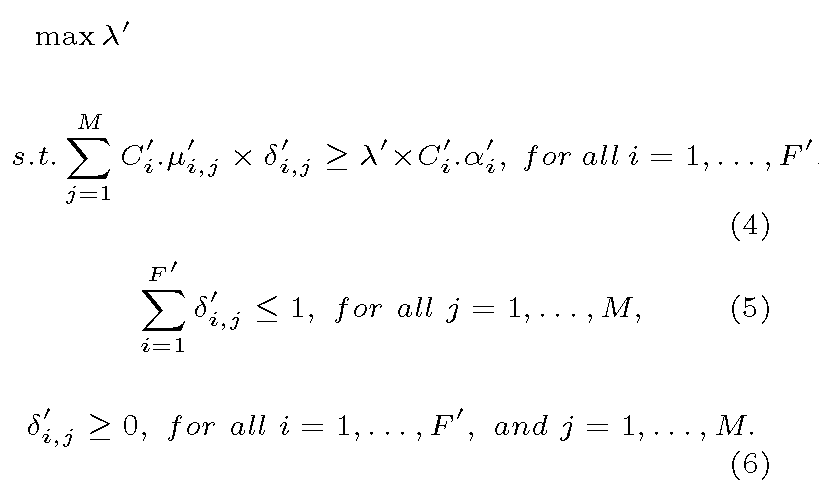 max λ′
s.t. ∑_{j=1}^{M} C′_i.μ′_{i,j} × δ′_{i,j} ≥ λ′×C′_i.α′_i, for all i = 1, . . . , F′.
(4)
∑_{i=1}^{F′} δ′_{i,j} ≤ 1, for all j = 1, . . . , M, (5)
δ′_{i,j} ≥ 0, for all i = 1, . . . , F′, and j = 1, . . . , M.
(6)